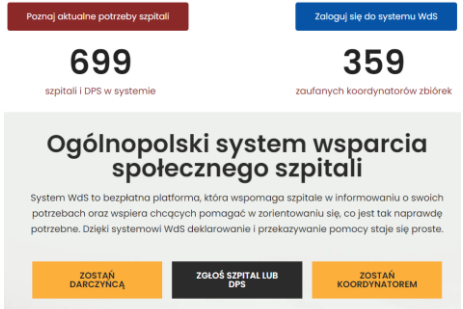 Poznaj aktualne potrzeby szpitali
Zaloguj się do systemu WdS
699
359
szpitali i DPS w systemie
zaufanych koordynatorów zbiórek
Ogólnopolski system wsparcia
społecznego szpitali
System WdS to bezpłatna platforma, która wspomaga szpitale w informowaniu o swoich
potrzebach oraz wspiera chcących pomagać w zorientowaniu się, co jest tak naprawdę
potrzebne. Dzięki systemowi WdS deklarowanie i przekazywanie pomocy staje się proste.
ZOSTAŃ
DARCZYŃCĄ
ZGŁOŚ SZPITAL LUB
DPS
ZOSTAŃ
KOORDYNATOREM